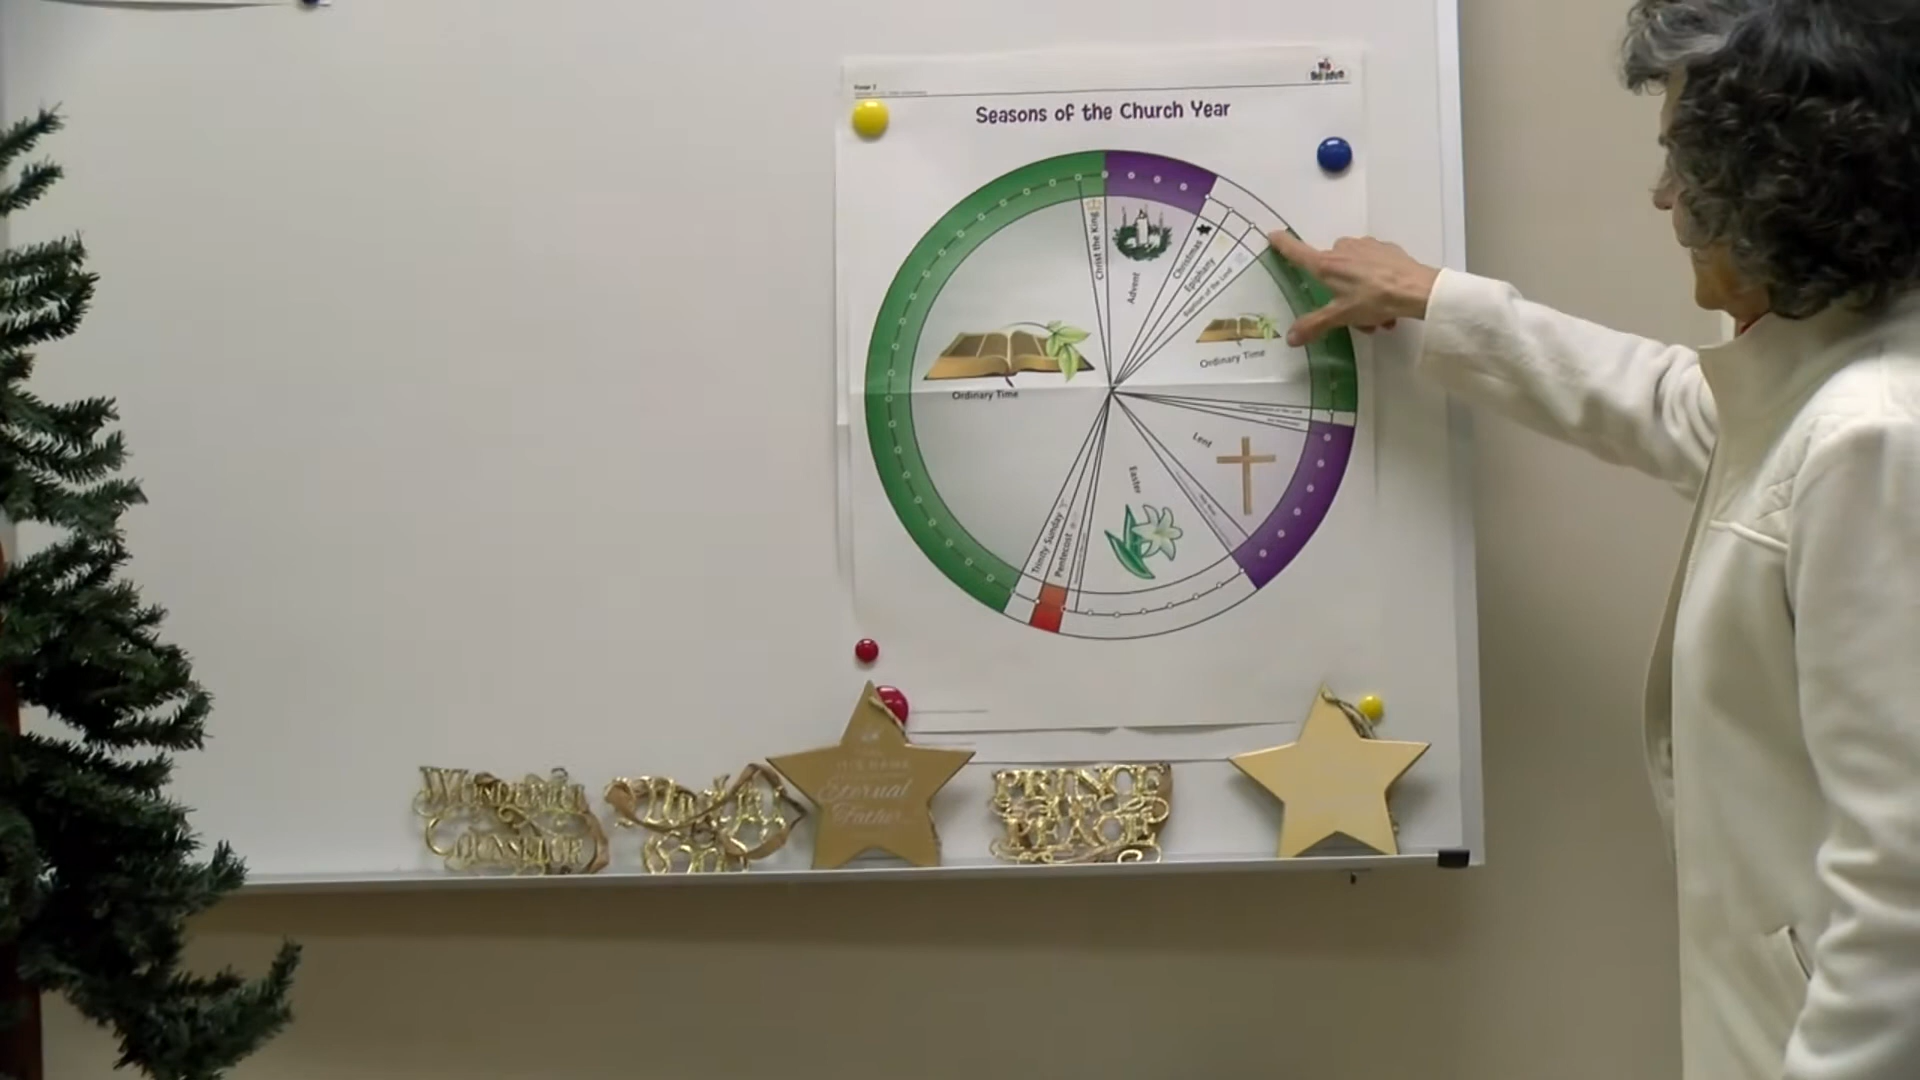 Seasons of the Church Year
Christ the King
Advent
Christmas
Epiphany
Baptism of the Lord
Ordinary Time
Ordinary Time
Lent
Easter
Pentecost
Trinity Sunday
WONDERFUL
COUNSELOR
Eternal
Father
PRINCE
OF
PEACE